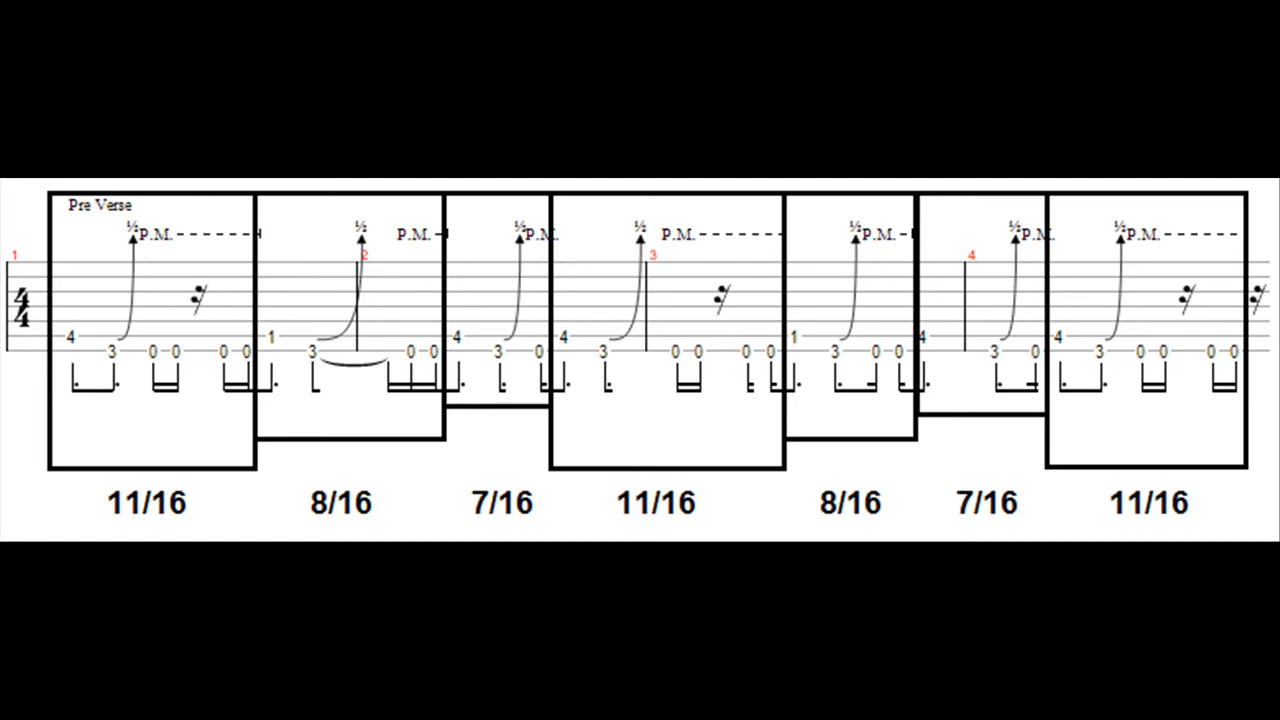 Pre Verse
½ P.M. ½ P.M. ½ P.M. ½ P.M. ½ P.M. ½ P.M. ½ P.M.
1 2 3 4
4/4
4 1 4 4 1 4 4
3 0 0 0 0 3 0 0 3 0 3 0 0 0 0 3 0 0 3 0 3 0 0 0 0
11/16 8/16 7/16 11/16 8/16 7/16 11/16